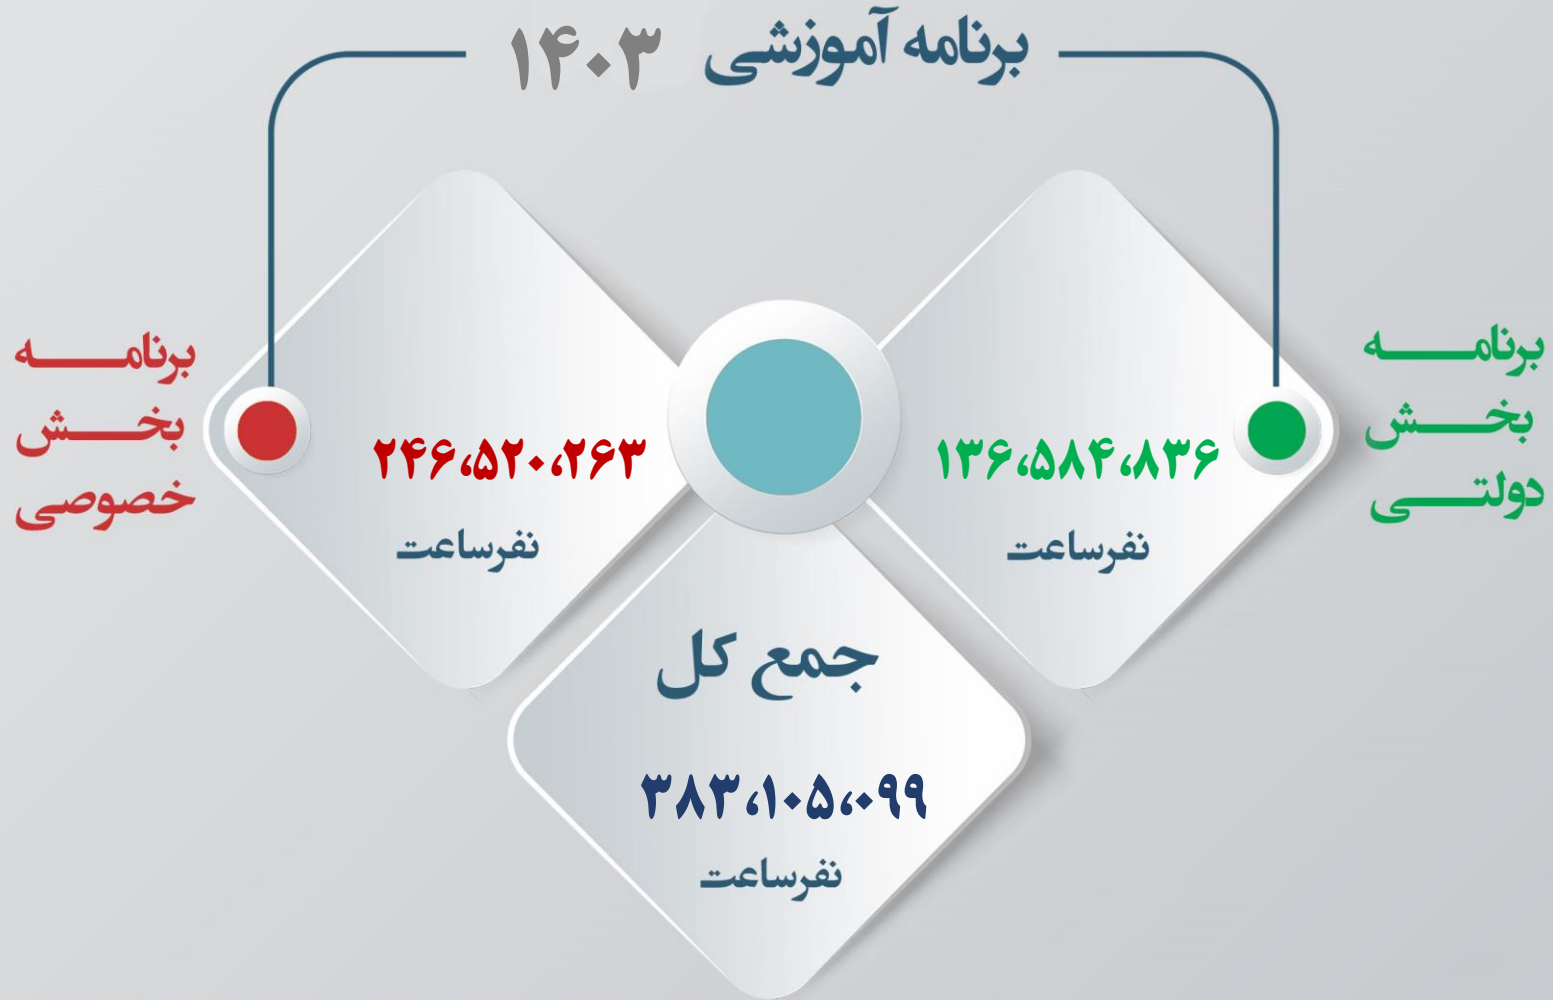 برنامه آموزشی ۱۴۰۳
برنامه
بخش
دولتی
۱۳۶،۵۸۴،۸۳۶
نفرساعت
برنامه
بخش
خصوصی
۲۴۶،۵۲۰،۲۶۳
نفرساعت
جمع کل
۳۸۳،۱۰۵،۰۹۹
نفرساعت